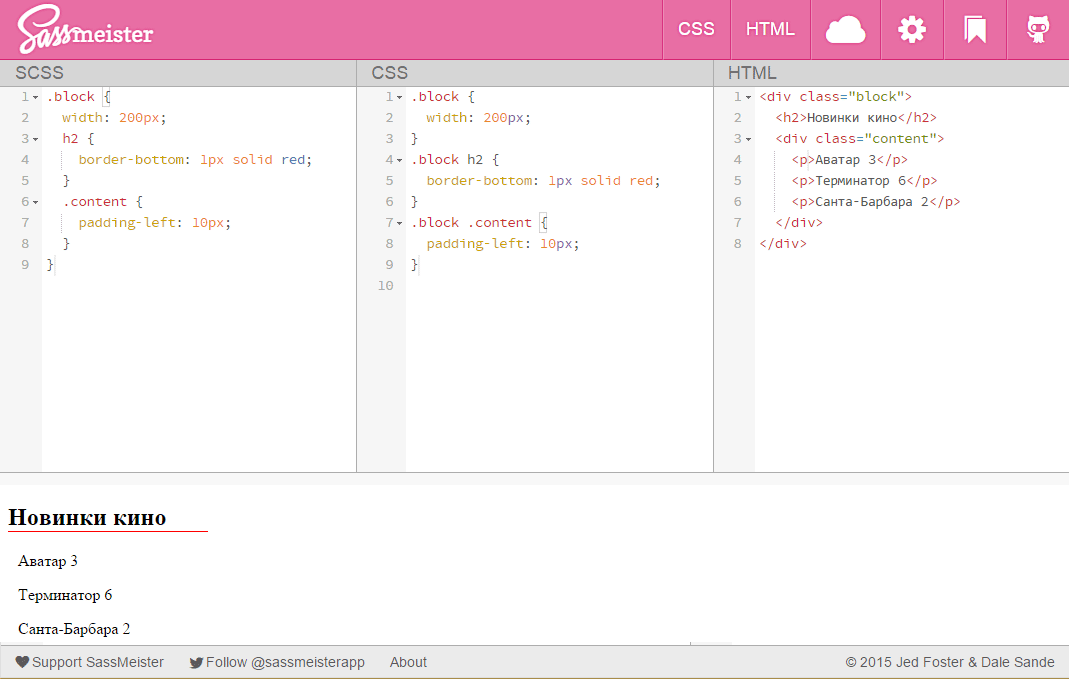 Sassmeister
CSS
HTML
SCSS
1 .block {
2 width: 200px;
3 h2 {
4 border-bottom: 1px solid red;
5 }
6 .content {
7 padding-left: 10px;
8 }
9 }
CSS
1 .block {
2 width: 200px;
3 }
4 .block h2 {
5 border-bottom: 1px solid red;
6 }
7 .block .content {
8 padding-left: 10px;
9 }
10
HTML
1 <div class="block">
2 <h2>Новинки кино</h2>
3 <div class="content">
4 <p>Аватар 3</p>
5 <p>Терминатор 6</p>
6 <p>Санта-Барбара 2</p>
7 </div>
8 </div>
Новинки кино
Аватар 3
Терминатор 6
Санта-Барбара 2
Support SassMeister
Follow @sassmeisterapp
About
© 2015 Jed Foster & Dale Sande